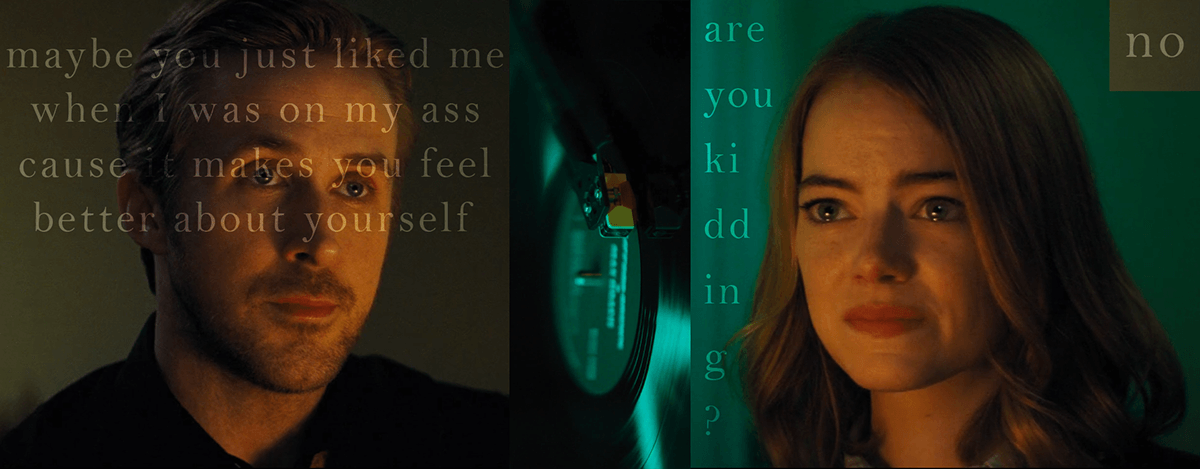 maybe you just liked me
when I was on my ass
cause it makes you feel
better about yourself
are
you
ki
dd
in
g
?
no